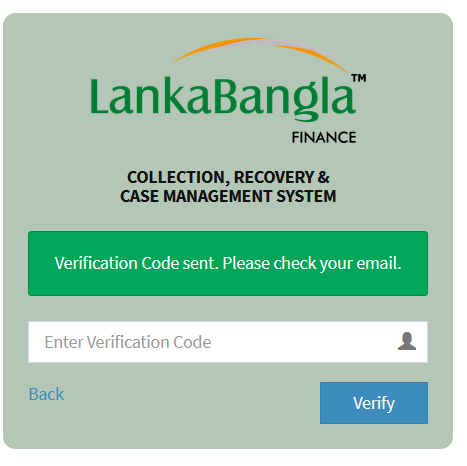 LankaBangla™
FINANCE
COLLECTION, RECOVERY &
CASE MANAGEMENT SYSTEM
Verification Code sent. Please check your email.
Enter Verification Code
Back
Verify